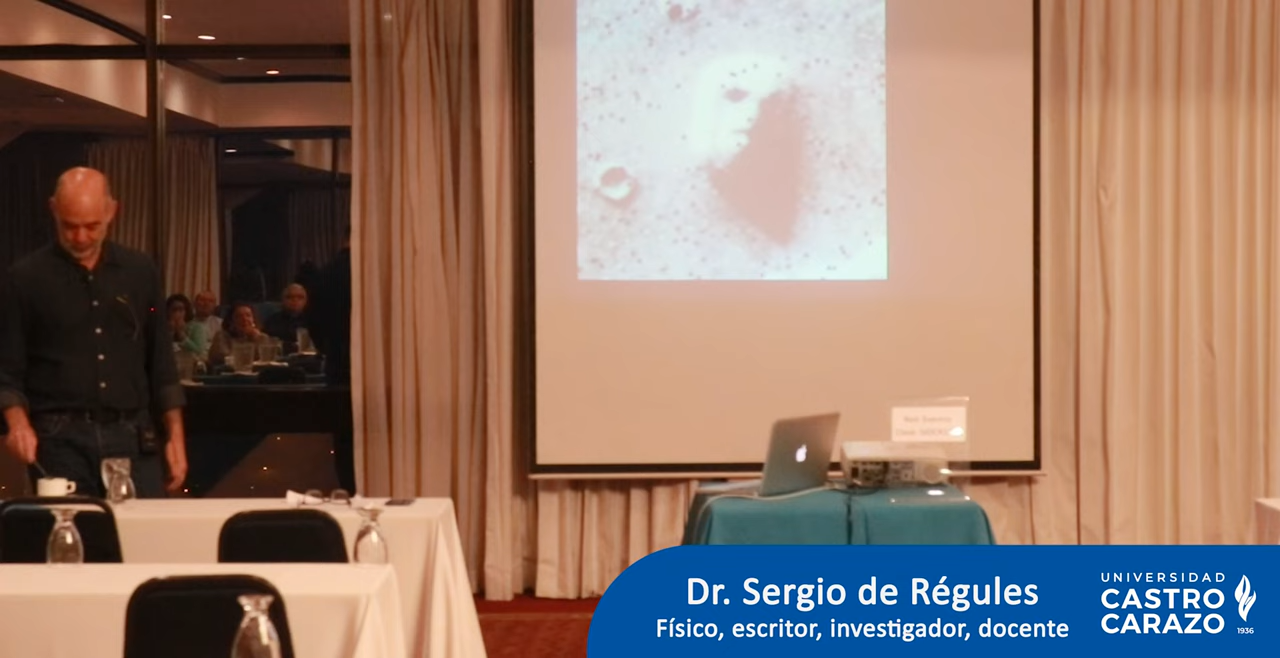 Dr. Sergio de Régules
Físico, escritor, investigador, docente
UNIVERSIDAD
CASTRO
CARAZO
1936